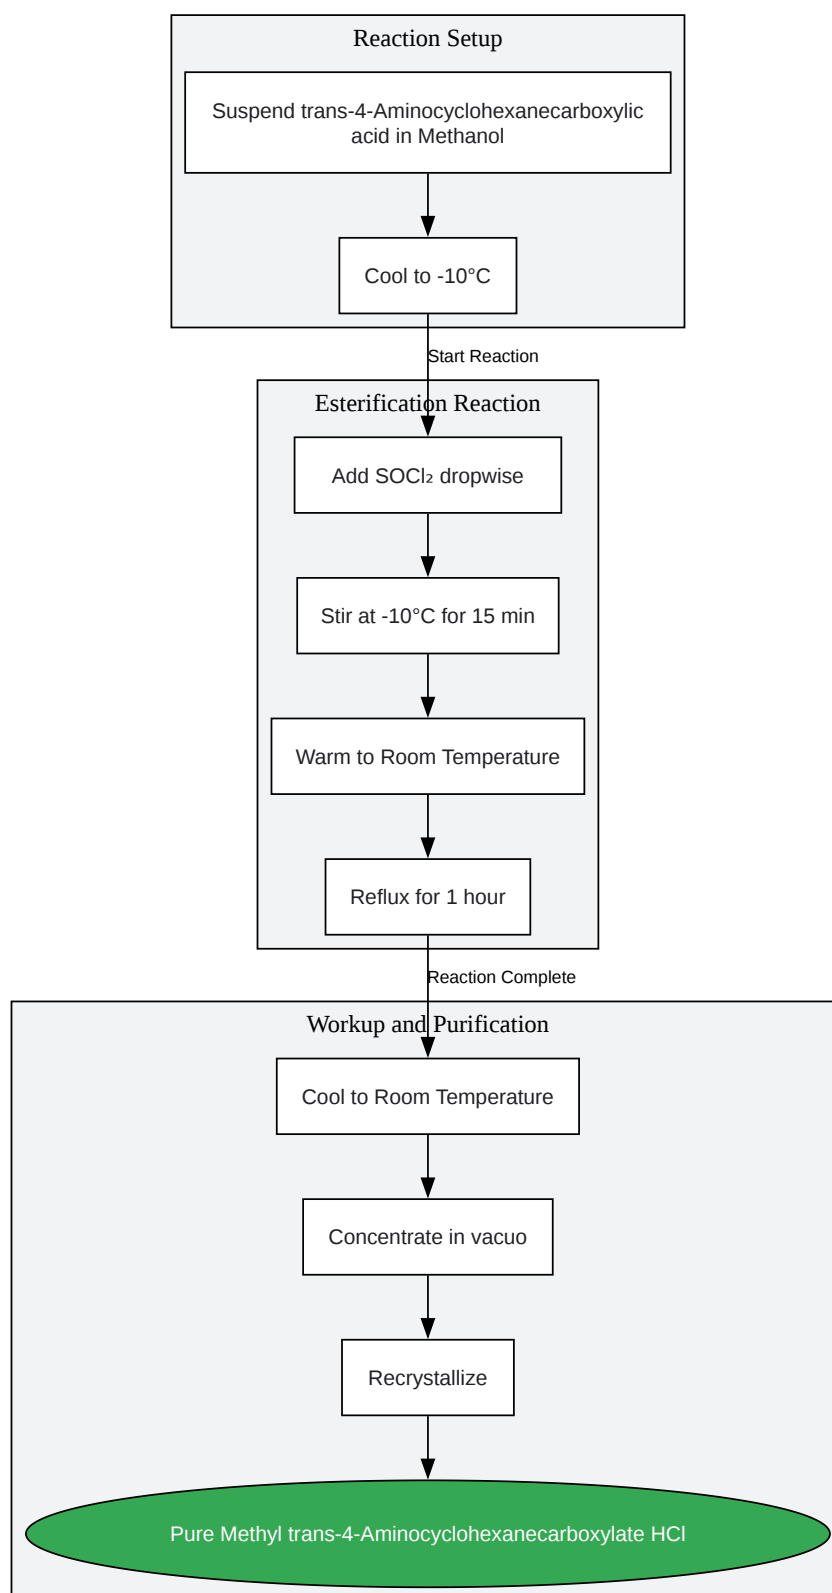 Reaction Setup
Suspend trans-4-Aminocyclohexanecarboxylic
acid in Methanol
Cool to -10°C
Start Reaction
Esterification Reaction
Add SOCl₂ dropwise
Stir at -10°C for 15 min
Warm to Room Temperature
Reflux for 1 hour
Reaction Complete
Workup and Purification
Cool to Room Temperature
Concentrate in vacuo
Recrystallize
Pure Methyl trans-4-Aminocyclohexanecarboxylate HCl